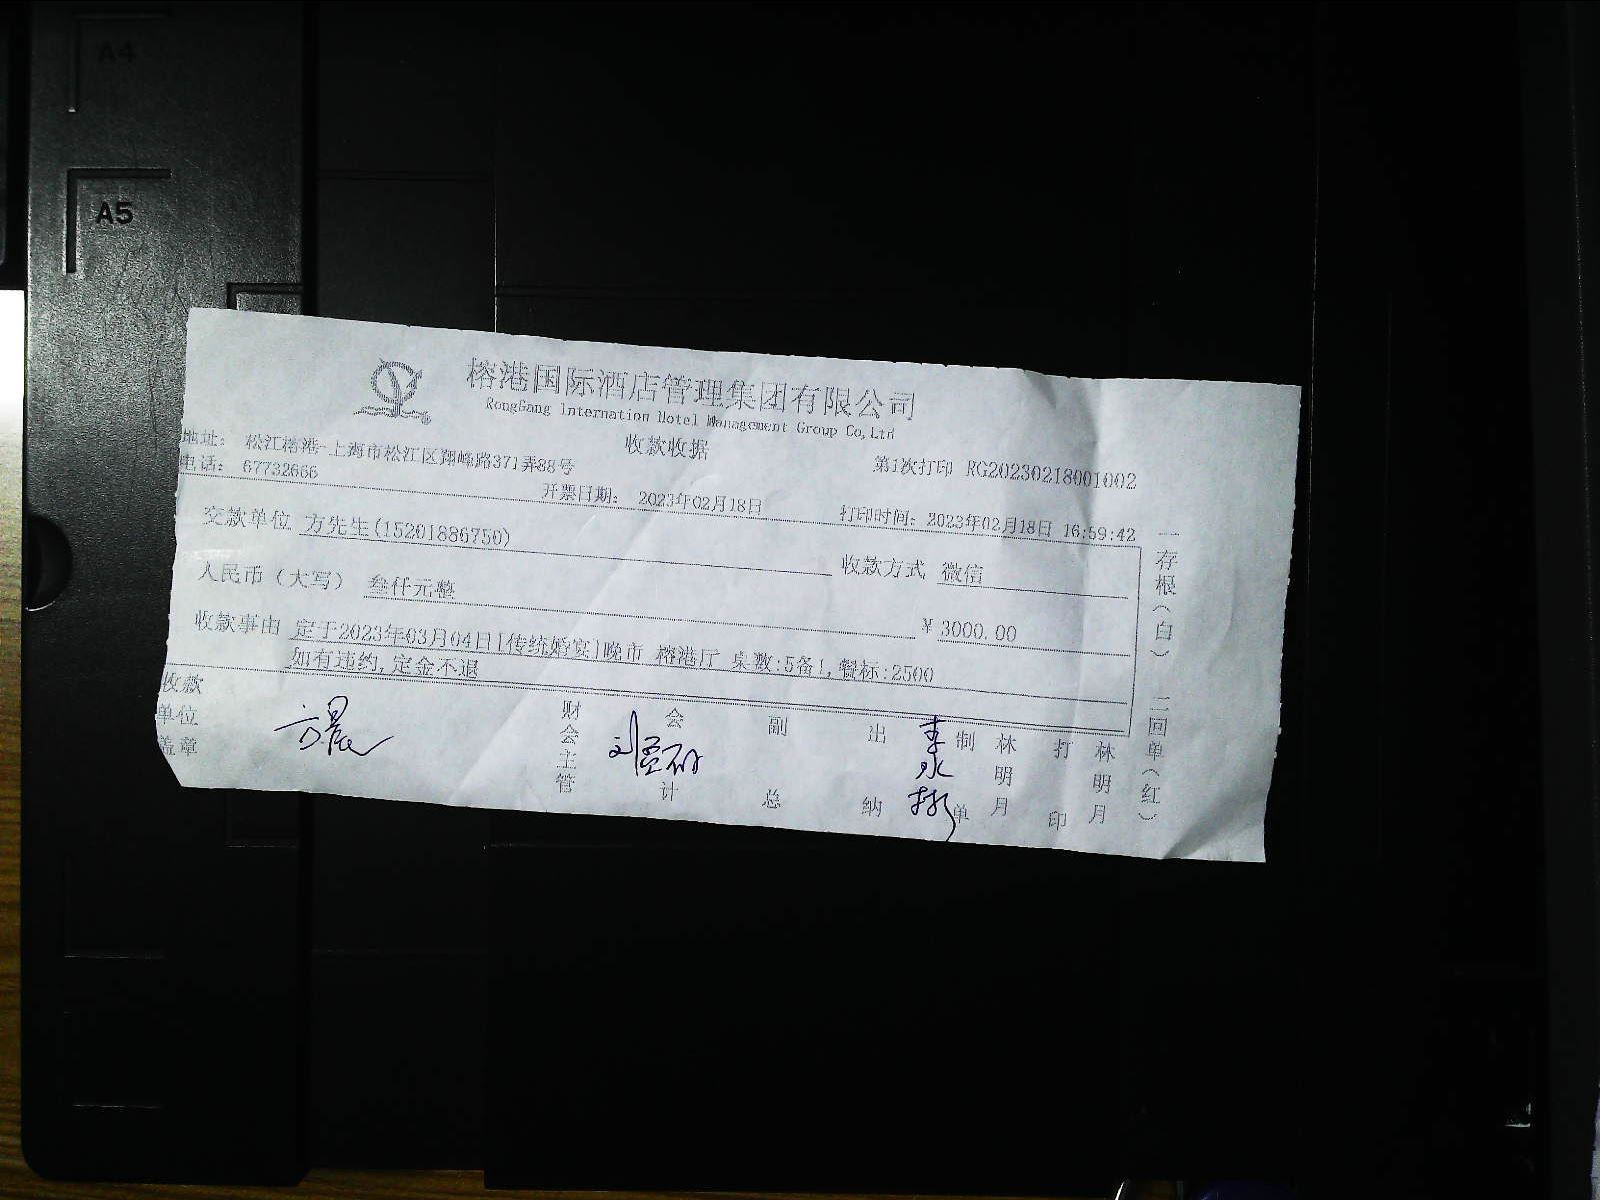 A4
A5
榕港国际酒店管理集团有限公司
RongGang Internation Hotel Management Group Co,Ltd
收款收据
地址： 松江榕港-上海市松江区翔峰路371弄88号
电话： 67732666
第1次打印 RG20230218001002
开票日期： 2023年02月18日
打印时间：2023年02月18日 16:59:42
交款单位 方先生(15201886750)
收款方式 微信
人民币（大写） 叁仟元整
¥ 3000.00
收款事由 定于2023年03月04日[传统婚宴]晚市 榕港厅 桌数:5备1,餐标:2500
如有违约,定金不退
收款单位盖章
财会主管
会计
副总
出纳
制单
林明月
打印
林明月
一存根（白） 二回单（红）